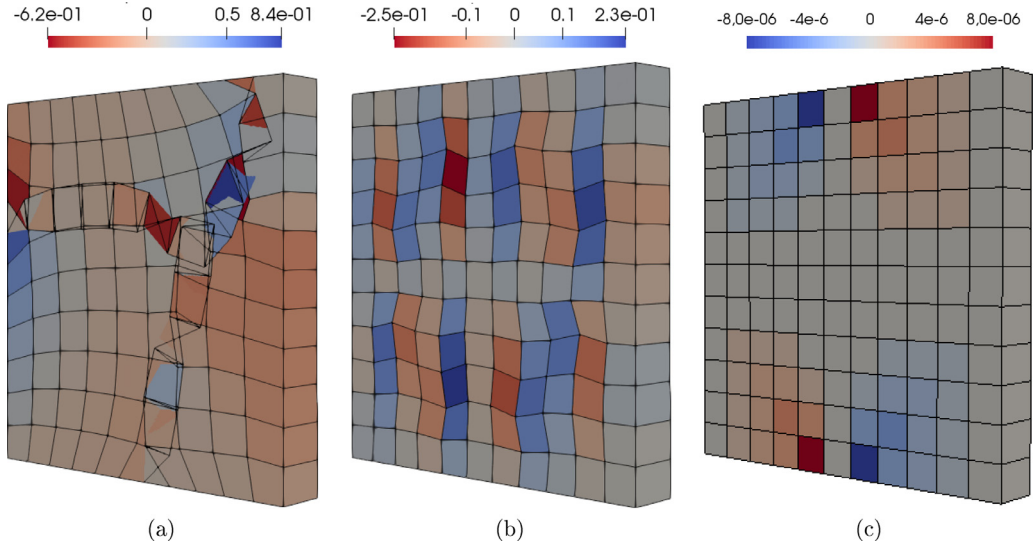 -6.2e-01 0 0.5 8.4e-01
-2.5e-01 -0.1 0 0.1 2.3e-01
-8.0e-06 -4e-6 0 4e-6 8.0e-06
(a)
(b)
(c)